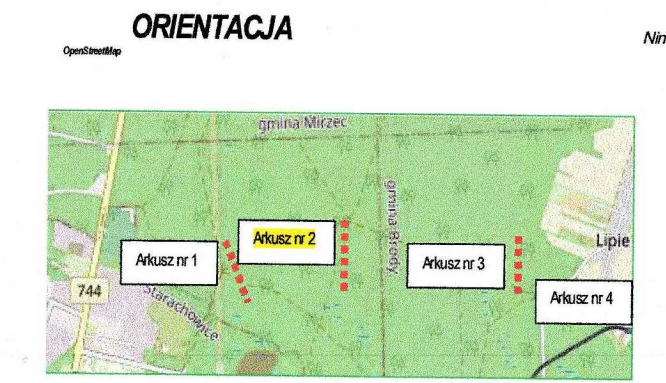 ORIENTACJA
OpenStreetMap
Nin
gmina Mirzec
gmina Brody
Arkusz nr 2
Arkusz nr 1
Arkusz nr 3
Lipie
744
Starachowice
Arkusz nr 4